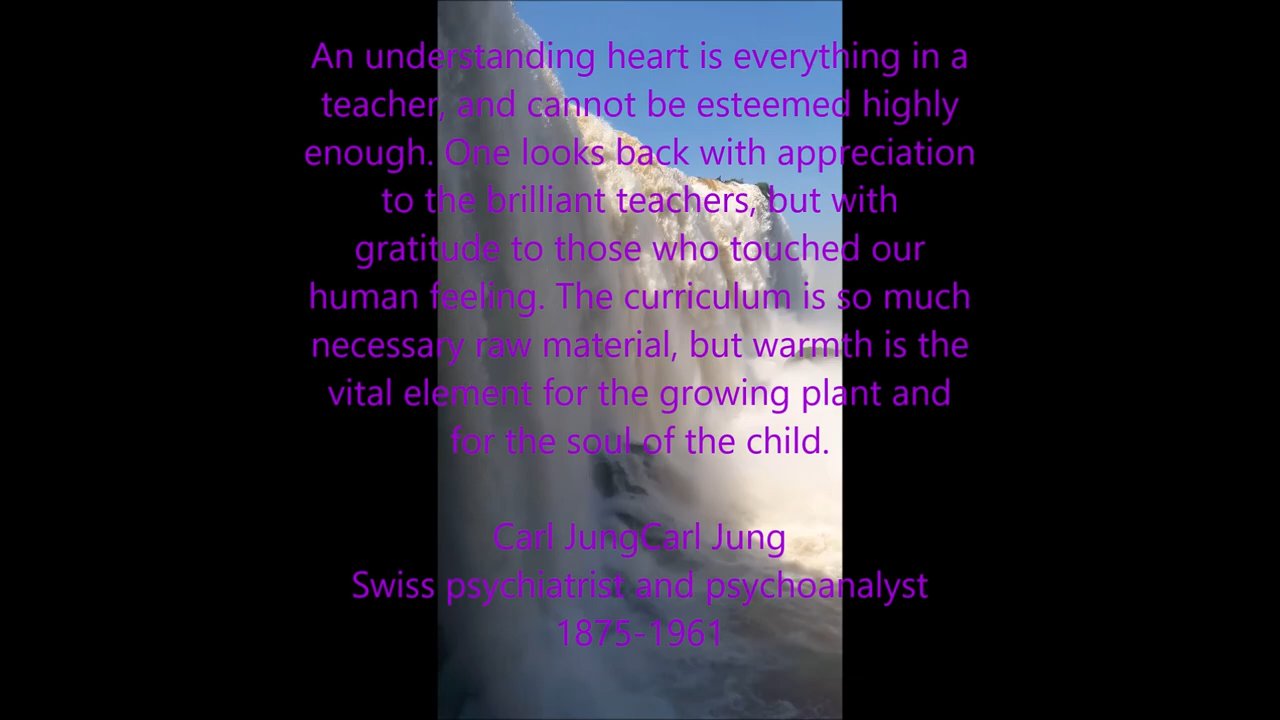 An understanding heart is everything in a
teacher, and cannot be esteemed highly
enough. One looks back with appreciation
to the brilliant teachers, but with
gratitude to those who touched our
human feeling. The curriculum is so much
necessary raw material, but warmth is the
vital element for the growing plant and
for the soul of the child.
Carl JungCarl Jung
Swiss psychiatrist and psychoanalyst
1875-1961